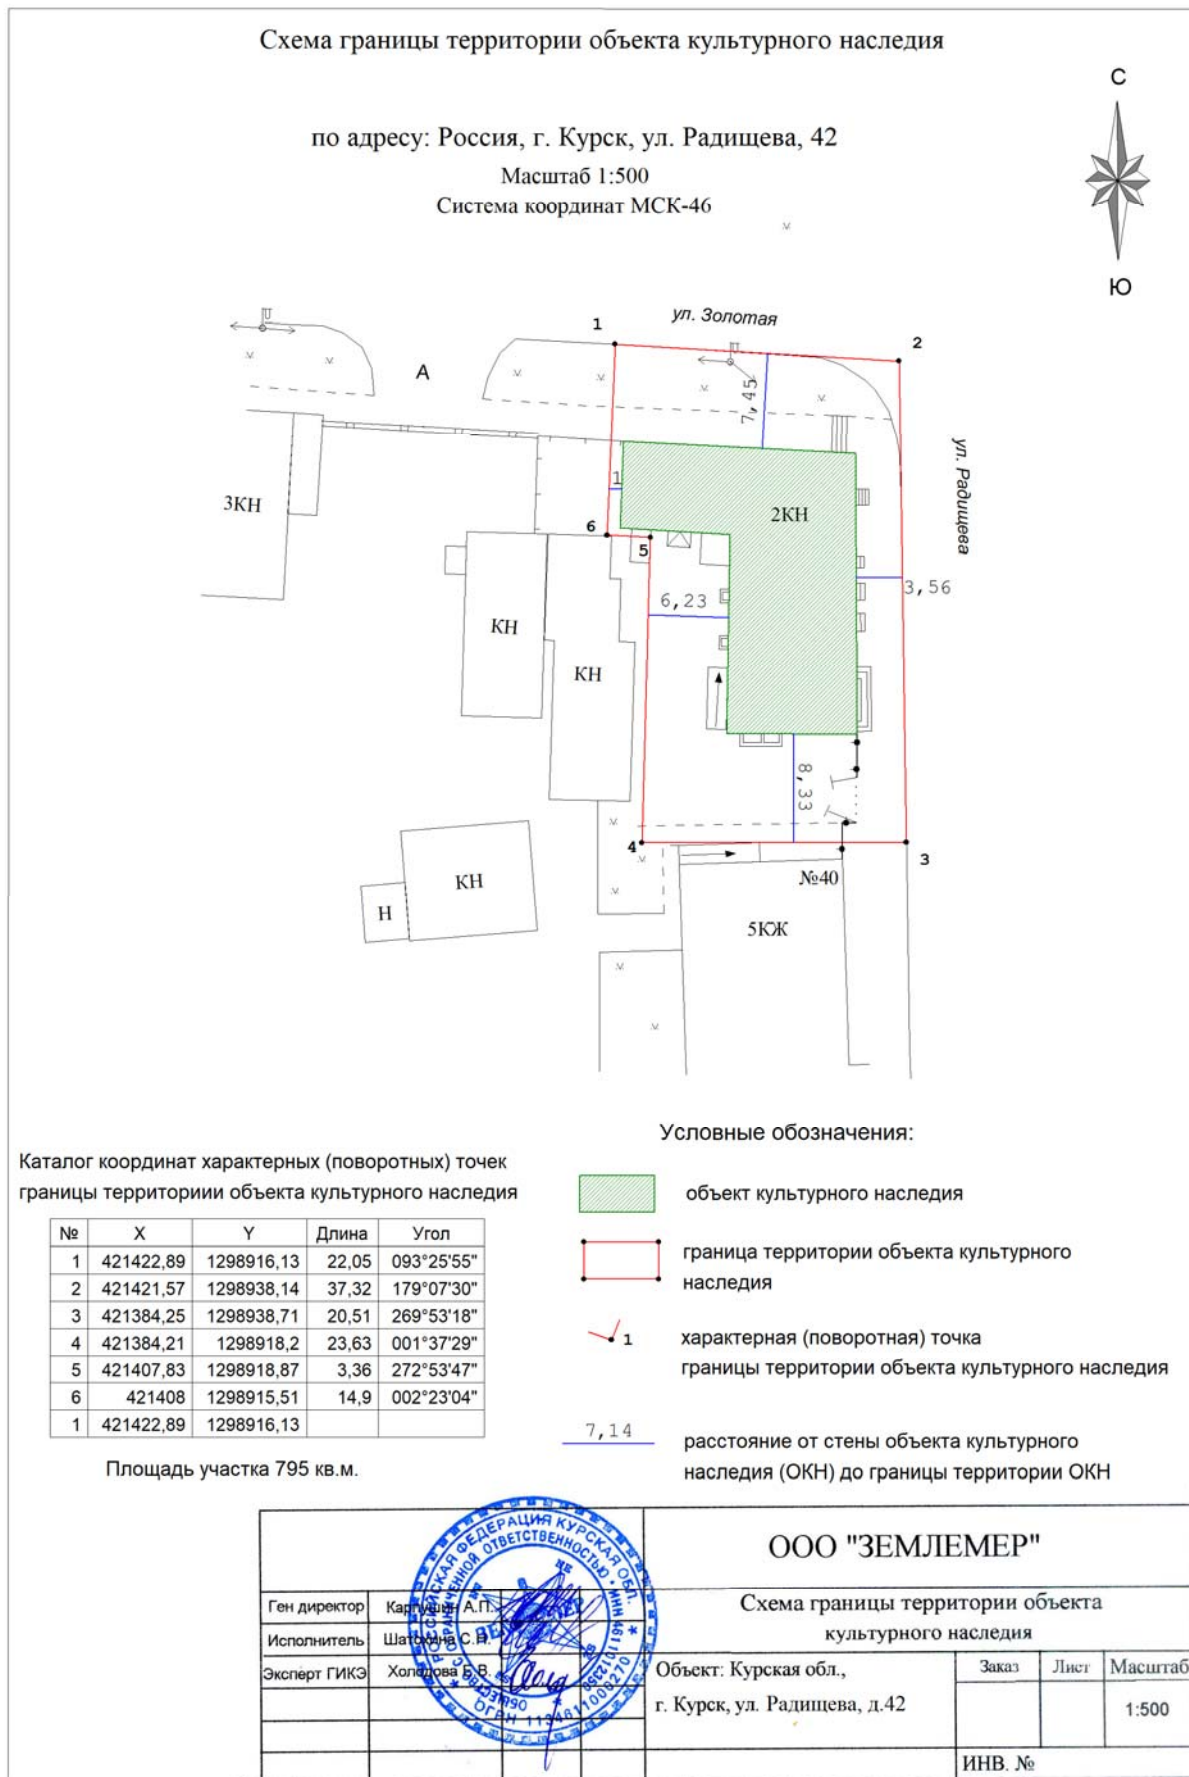 Схема границы территории объекта культурного наследия
по адресу: Россия, г. Курск, ул. Радищева, 42
Масштаб 1:500
Система координат МСК-46
С
Ю
ул. Золотая
1
2
А
7,45
ул. Радищева
3КН
1
2КН
6
5
3,56
6,23
КН
КН
8,33
4
3
№40
КН
Н
5КЖ
Условные обозначения:
Каталог координат характерных (поворотных) точек
границы территориии объекта культурного наследия
№ X Y Длина Угол
1 421422,89 1298916,13 22,05 093°25'55"
2 421421,57 1298938,14 37,32 179°07'30"
3 421384,25 1298938,71 20,51 269°53'18"
4 421384,21 1298918,2 23,63 001°37'29"
5 421407,83 1298918,87 3,36 272°53'47"
6 421408 1298915,51 14,9 002°23'04"
1 421422,89 1298916,13
Площадь участка 795 кв.м.
объект культурного наследия
граница территории объекта культурного
наследия
1
характерная (поворотная) точка
границы территории объекта культурного наследия
7,14
расстояние от стены объекта культурного
наследия (ОКН) до границы территории ОКН
ООО "ЗЕМЛЕМЕР"
Ген директор Карпушин А.П.
Исполнитель Шатохина С.Н.
Эксперт ГИКЭ Холодова Е.В.
Схема границы территории объекта
культурного наследия
Объект: Курская обл.,
г. Курск, ул. Радищева, д.42
Заказ Лист Масштаб
1:500
ИНВ. №
РОССИЙСКАЯ ФЕДЕРАЦИЯ КУРСКАЯ ОБЛ.